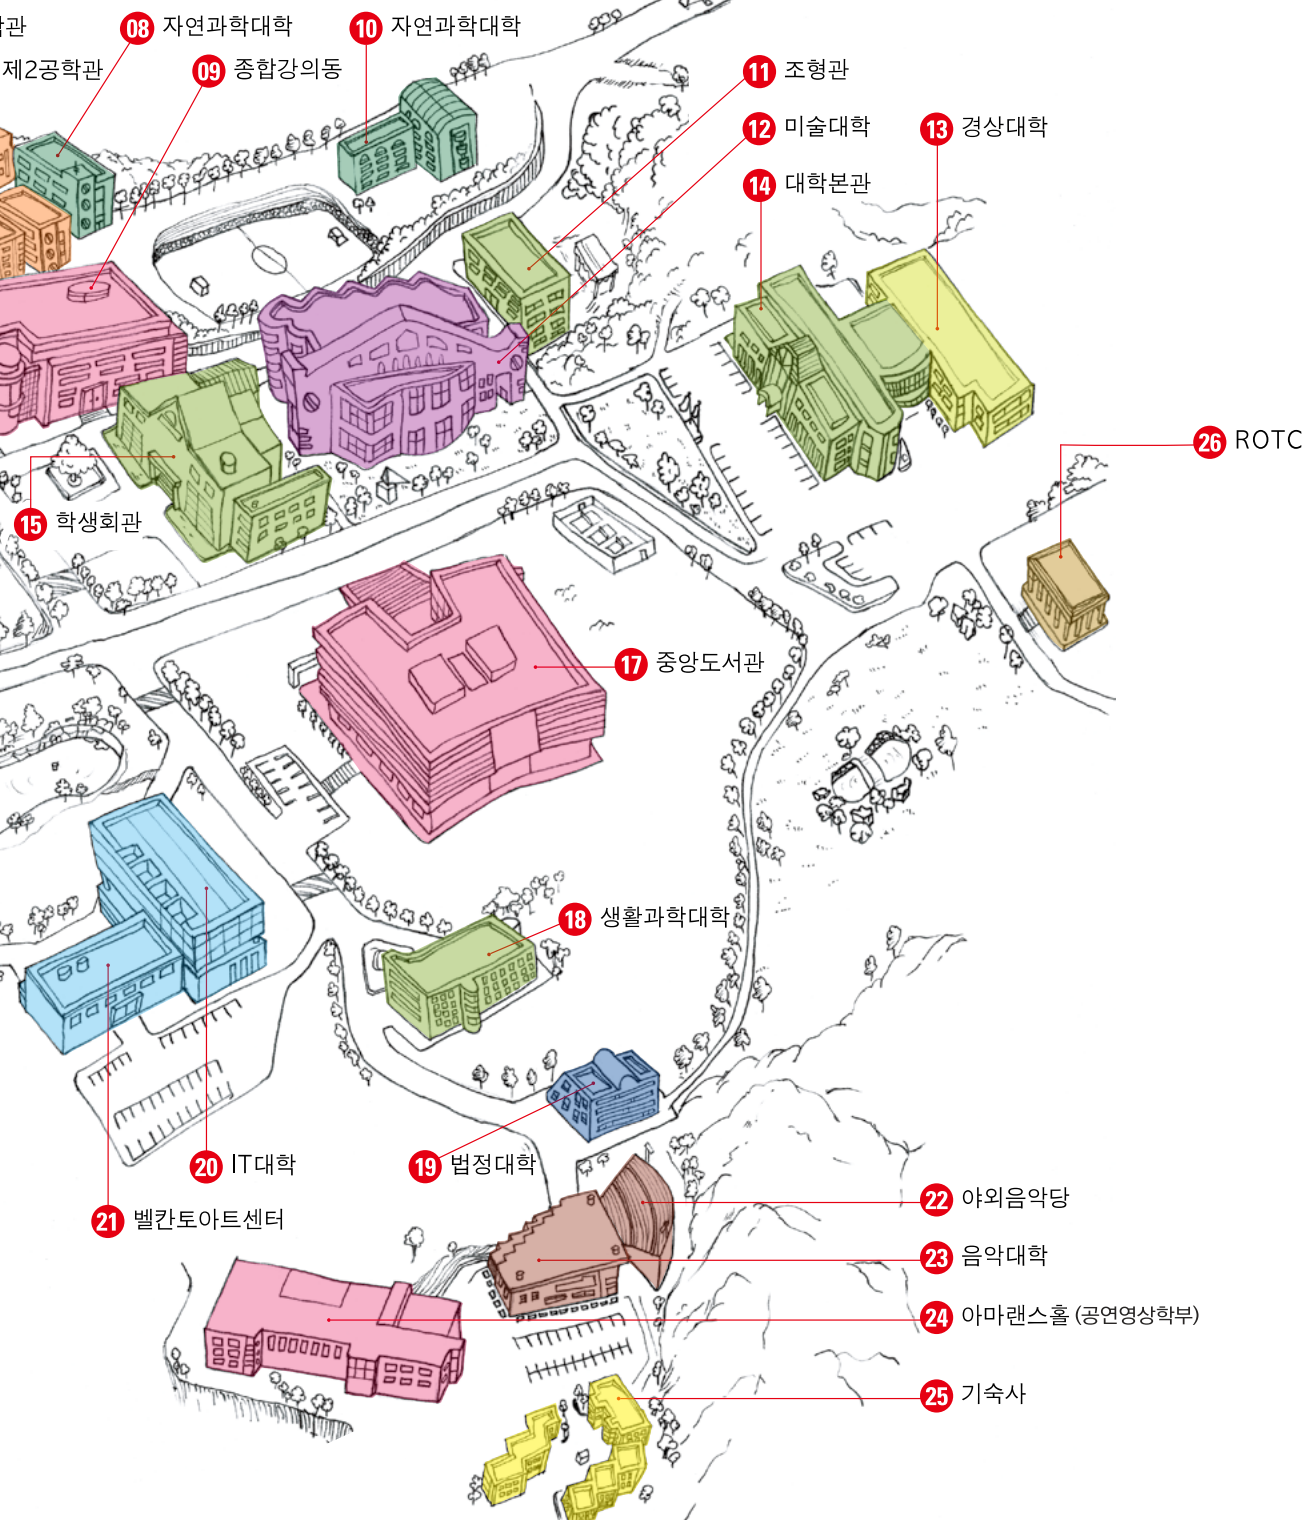 학관
08 자연과학대학
10 자연과학대학
제2공학관
09 종합강의동
11 조형관
12 미술대학
13 경상대학
14 대학본관
26 ROTC
15 학생회관
17 중앙도서관
18 생활과학대학
20 IT대학
19 법정대학
21 벨칸토아트센터
22 야외음악당
23 음악대학
24 아마랜스홀 (공연영상학부)
25 기숙사